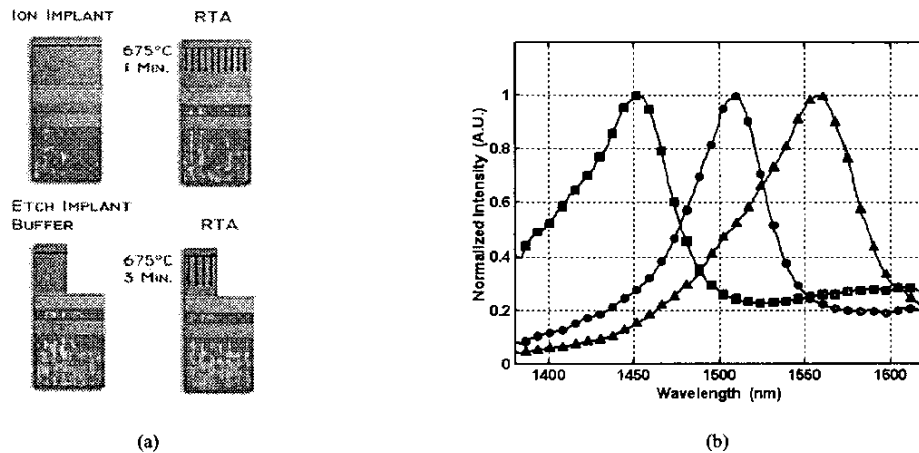 ION IMPLANT
RTA
675°C
1 MIN.
ETCH IMPLANT
BUFFER
RTA
675°C
3 MIN.
(a)
Normalized Intensity (A.U.)
1
0.8
0.6
0.4
0.2
0
1400 1450 1500 1550 1600
Wavelength (nm)
(b)